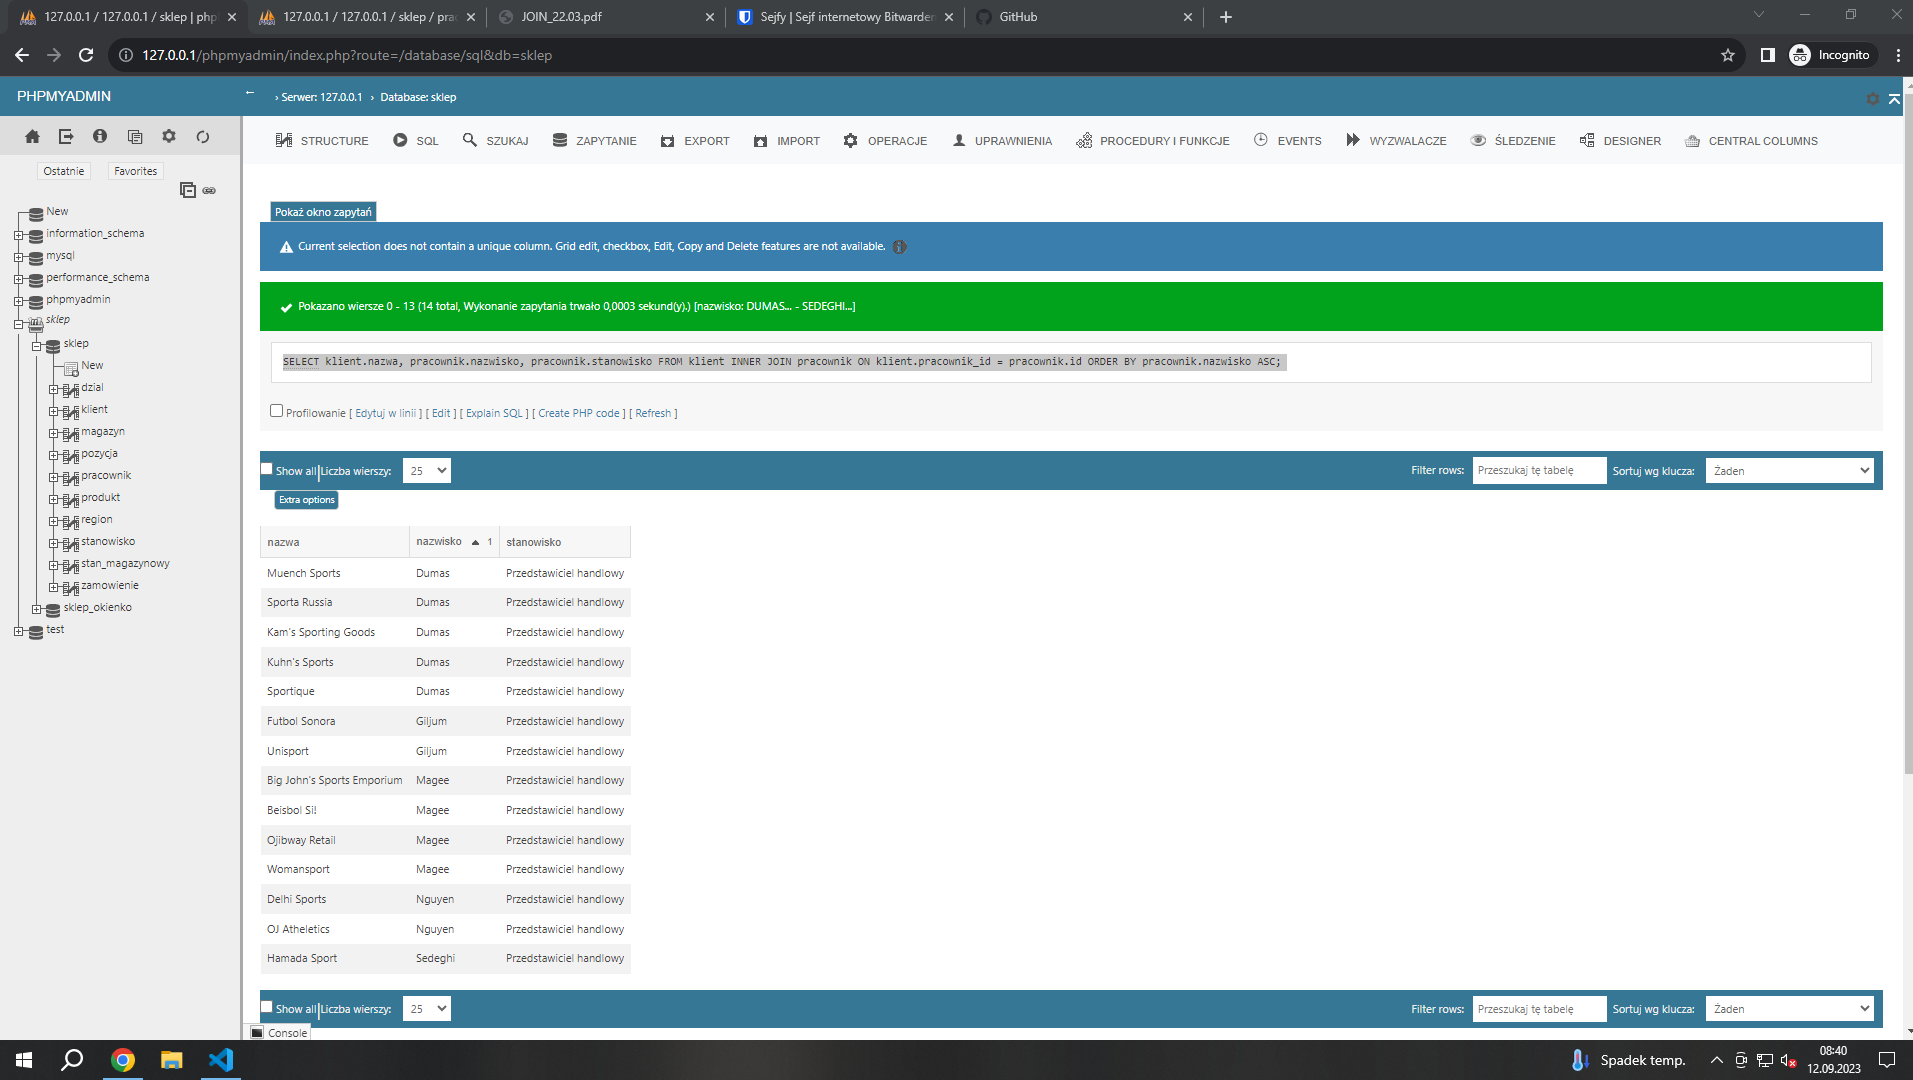 127.0.0.1 / 127.0.0.1 / sklep | php
127.0.0.1 / 127.0.0.1 / sklep / pra
JOIN_22.03.pdf
Sejfy | Sejf internetowy Bitwarden
GitHub
127.0.0.1/phpmyadmin/index.php?route=/database/sql&db=sklep
Incognito
PHPMYADMIN
Serwer: 127.0.0.1 › Database: sklep
STRUCTURE
SQL
SZUKAJ
ZAPYTANIE
EXPORT
IMPORT
OPERACJE
UPRAWNIENIA
PROCEDURY I FUNKCJE
EVENTS
WYZWALACZE
ŚLEDZENIE
DESIGNER
CENTRAL COLUMNS
Ostatnie
Favorites
New
information_schema
mysql
performance_schema
phpmyadmin
sklep
sklep
New
dzial
klient
magazyn
pozycja
pracownik
produkt
region
stanowisko
stan_magazynowy
zamowienie
sklep_okienko
test
Pokaż okno zapytań
Current selection does not contain a unique column. Grid edit, checkbox, Edit, Copy and Delete features are not available.
Pokazano wiersze 0 - 13 (14 total, Wykonanie zapytania trwało 0,0003 sekund(y).) [nazwisko: DUMAS... - SEDEGHI...]
SELECT klient.nazwa, pracownik.nazwisko, pracownik.stanowisko FROM klient INNER JOIN pracownik ON klient.pracownik_id = pracownik.id ORDER BY pracownik.nazwisko ASC;
Profilowanie [ Edytuj w linii ] [ Edit ] [ Explain SQL ] [ Create PHP code ] [ Refresh ]
Show all | Liczba wierszy: 25 Filter rows: Przeszukaj tę tabelę Sortuj wg klucza: Żaden
Extra options
nazwa nazwisko 1 stanowisko
Muench Sports Dumas Przedstawiciel handlowy
Sporta Russia Dumas Przedstawiciel handlowy
Kam's Sporting Goods Dumas Przedstawiciel handlowy
Kuhn's Sports Dumas Przedstawiciel handlowy
Sportique Dumas Przedstawiciel handlowy
Futbol Sonora Giljum Przedstawiciel handlowy
Unisport Giljum Przedstawiciel handlowy
Big John's Sports Emporium Magee Przedstawiciel handlowy
Beisbol Si! Magee Przedstawiciel handlowy
Ojibway Retail Magee Przedstawiciel handlowy
Womansport Magee Przedstawiciel handlowy
Delhi Sports Nguyen Przedstawiciel handlowy
OJ Atheletics Nguyen Przedstawiciel handlowy
Hamada Sport Sedeghi Przedstawiciel handlowy
Show all | Liczba wierszy: 25 Filter rows: Przeszukaj tę tabelę Sortuj wg klucza: Żaden
Console
Spadek temp.
08:40
12.09.2023